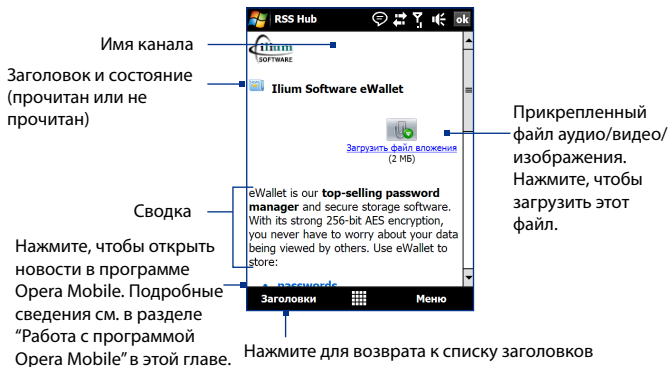 RSS Hub
ok
Имя канала
ilium
SOFTWARE
Заголовок и состояние
(прочитан или не
прочитан)
Ilium Software eWallet
Загрузить файл вложения
(2 МБ)
Прикрепленный
файл аудио/видео/
изображения.
Нажмите, чтобы
загрузить этот
файл.
Сводка
eWallet is our top-selling password
manager and secure storage software.
With its strong 256-bit AES encryption,
you never have to worry about your data
being viewed by others. Use eWallet to
store:
• passwords
Нажмите, чтобы открыть
новости в программе
Opera Mobile. Подробные
сведения см. в разделе
“Работа с программой
Opera Mobile” в этой главе.
Заголовки
Меню
Нажмите для возврата к списку заголовков